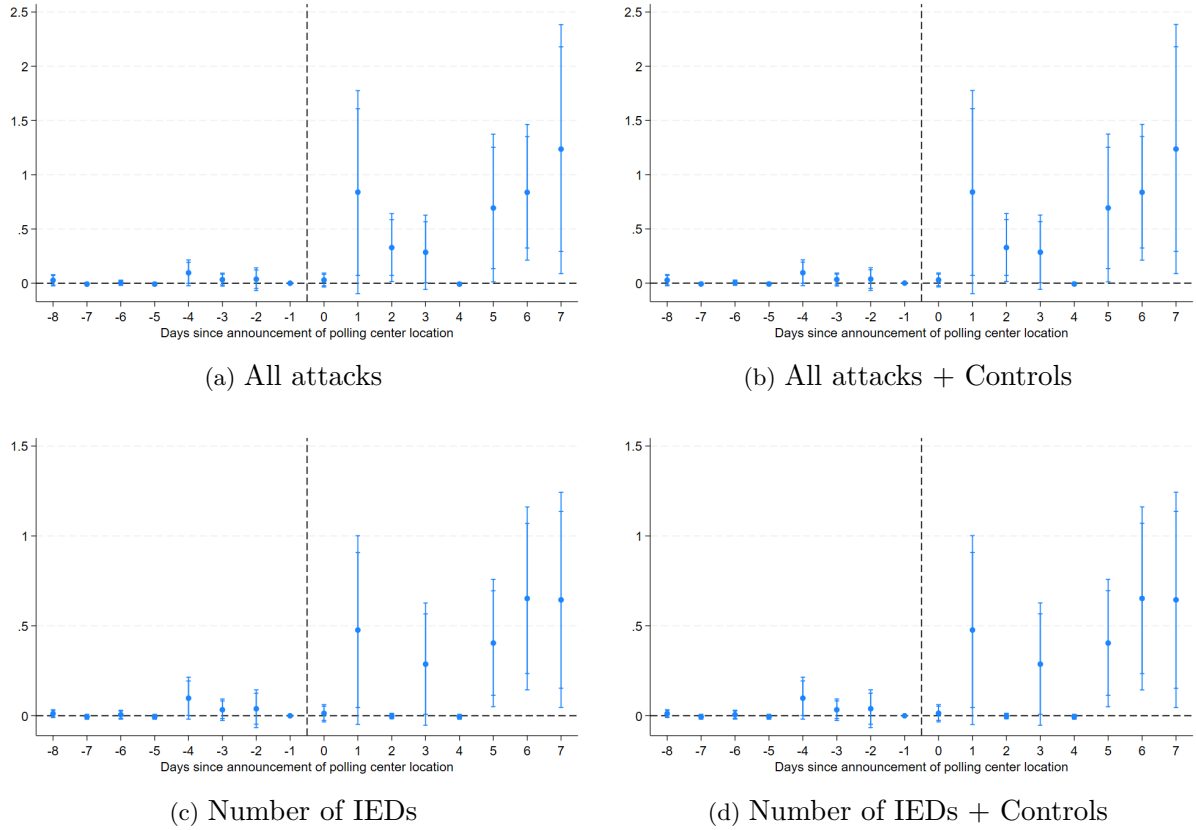 2.5
2
1.5
1
.5
0
-8 -7 -6 -5 -4 -3 -2 -1 0 1 2 3 4 5 6 7
Days since announcement of polling center location
(a) All attacks
2.5
2
1.5
1
.5
0
-8 -7 -6 -5 -4 -3 -2 -1 0 1 2 3 4 5 6 7
Days since announcement of polling center location
(b) All attacks + Controls
1.5
1
.5
0
-8 -7 -6 -5 -4 -3 -2 -1 0 1 2 3 4 5 6 7
Days since announcement of polling center location
(c) Number of IEDs
1.5
1
.5
0
-8 -7 -6 -5 -4 -3 -2 -1 0 1 2 3 4 5 6 7
Days since announcement of polling center location
(d) Number of IEDs + Controls